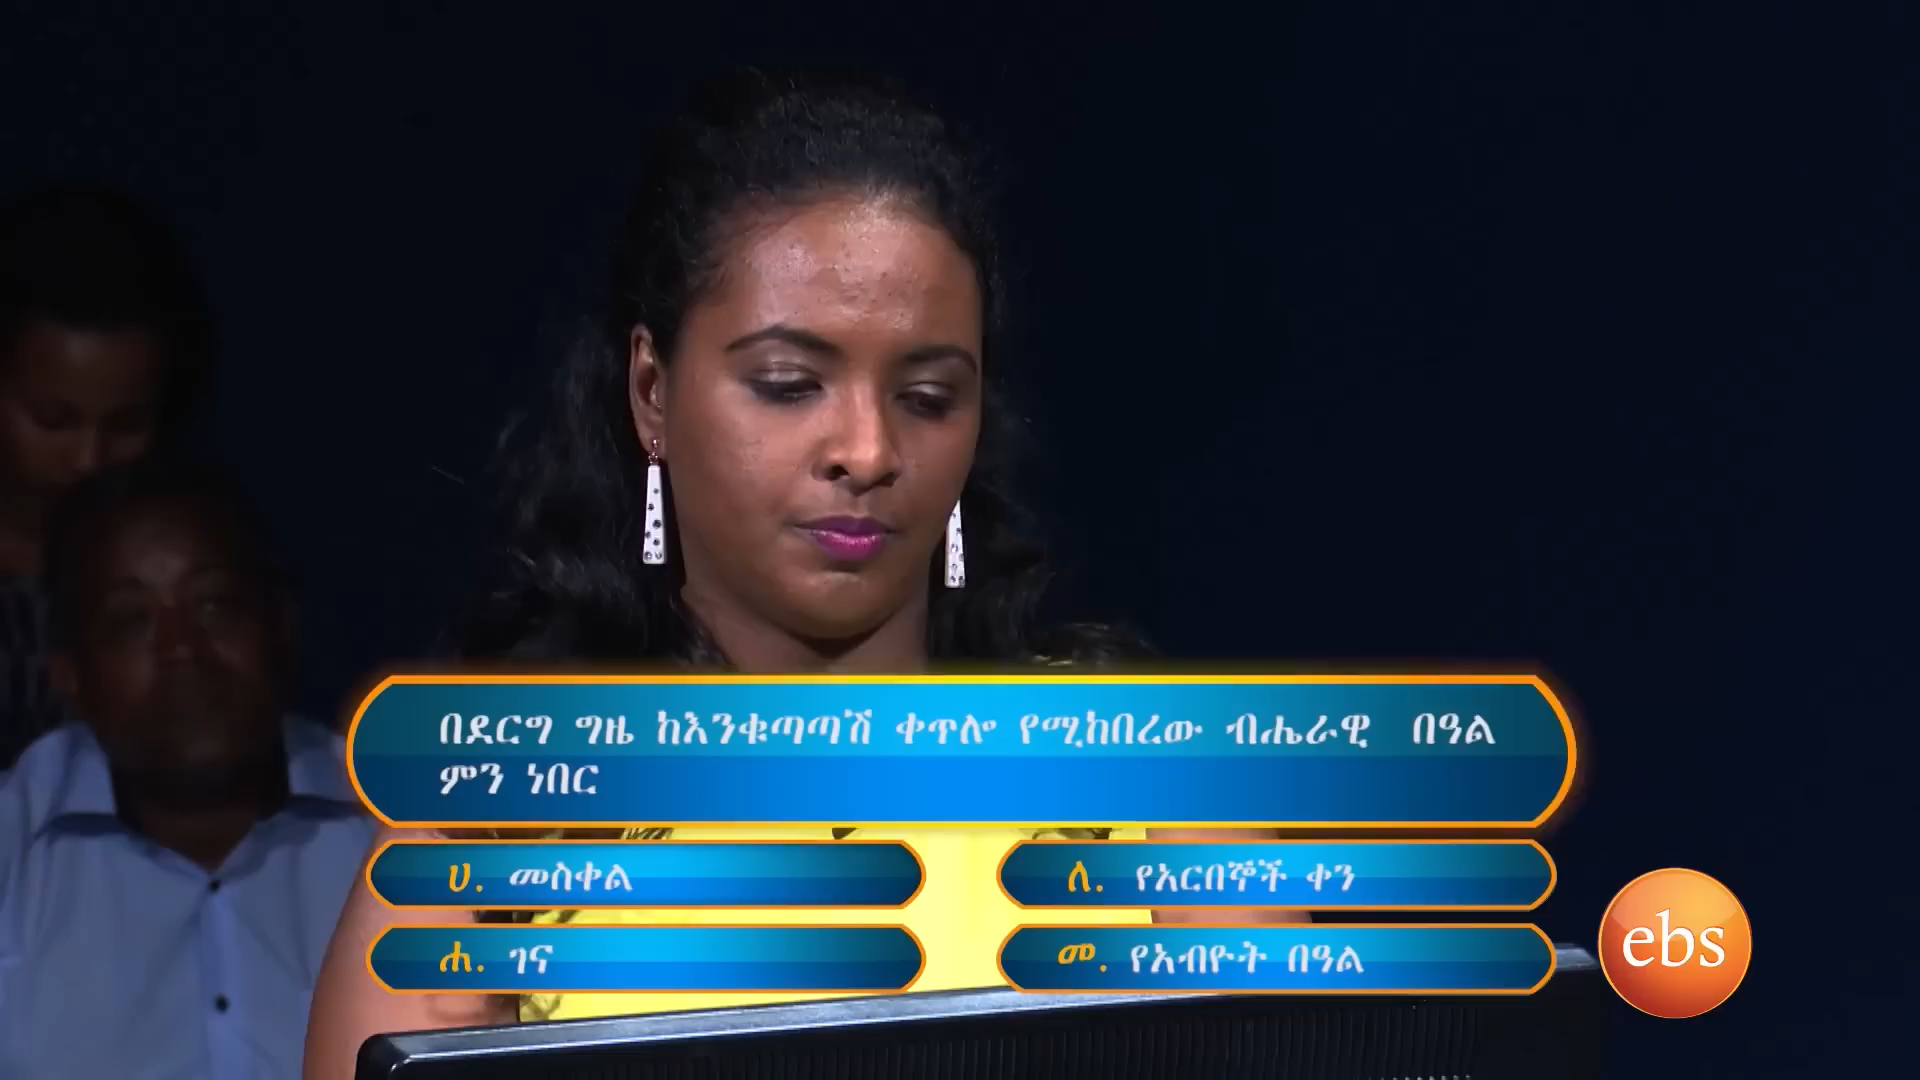 በደርግ ግዜ ከእንቁጣጣሽ ቀጥሎ የሚከበረው ብሔራዊ በዓል
ምን ነበር
ሀ. መስቀል
ለ. የአርበኞች ቀን
ሐ. ገና
መ. የአብዮት በዓል
ebs